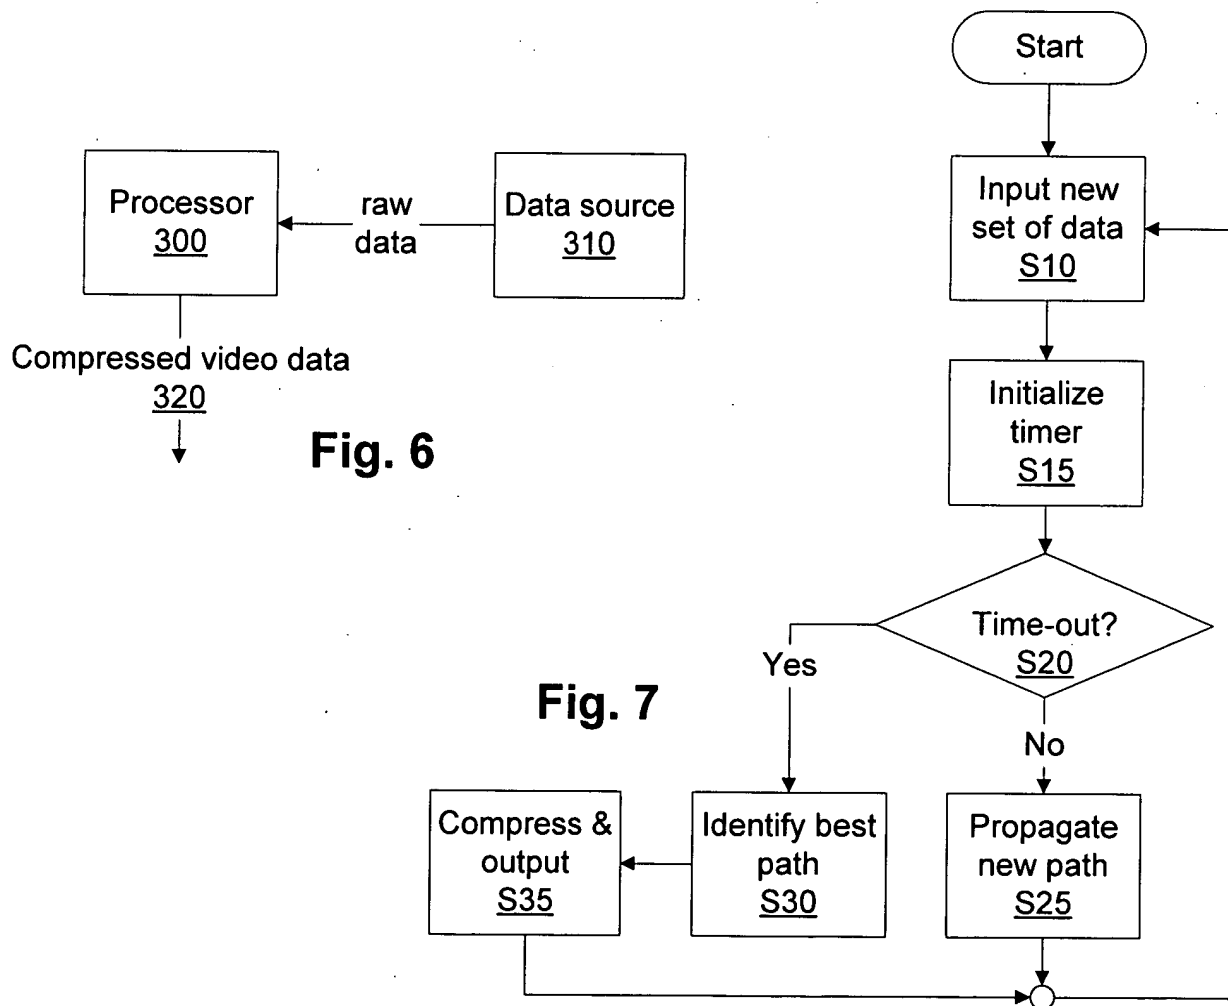 Processor
300
raw
data
Data source
310
Compressed video data
320
Fig. 6
Start
Input new
set of data
S10
Initialize
timer
S15
Time-out?
S20
Yes
No
Fig. 7
Compress &
output
S35
Identify best
path
S30
Propagate
new path
S25